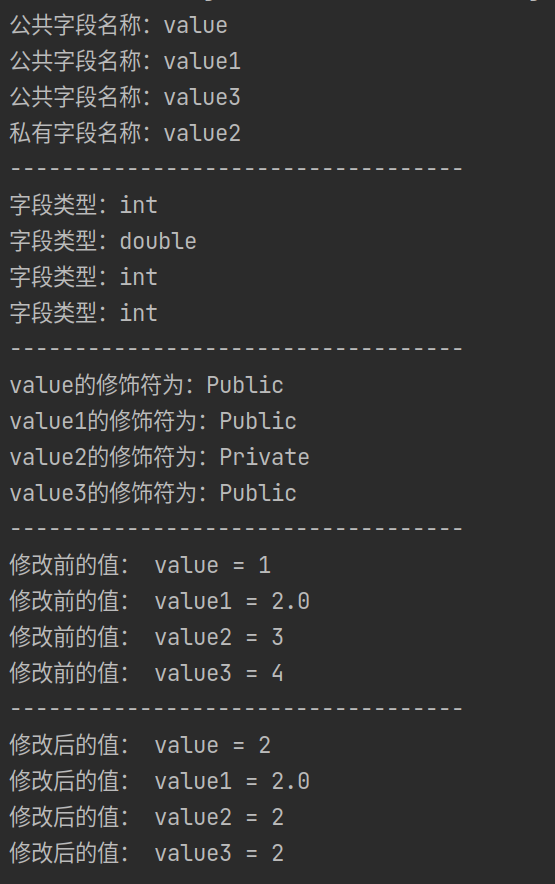 公共字段名称：value
公共字段名称：value1
公共字段名称：value3
私有字段名称：value2
-----------------------------------
字段类型：int
字段类型：double
字段类型：int
字段类型：int
-----------------------------------
value的修饰符为：Public
value1的修饰符为：Public
value2的修饰符为：Private
value3的修饰符为：Public
-----------------------------------
修改前的值： value = 1
修改前的值： value1 = 2.0
修改前的值： value2 = 3
修改前的值： value3 = 4
-----------------------------------
修改后的值： value = 2
修改后的值： value1 = 2.0
修改后的值： value2 = 2
修改后的值： value3 = 2